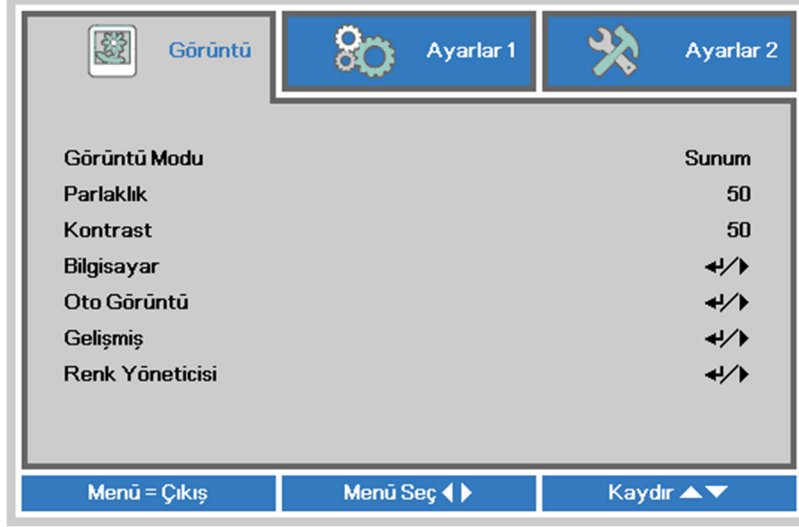 Görüntü
Ayarlar 1
Ayarlar 2
Görüntü Modu Sunum
Parlaklık 50
Kontrast 50
Bilgisayar ↵/▶
Oto Görüntü ↵/▶
Gelişmiş ↵/▶
Renk Yöneticisi ↵/▶
Menü = Çıkış
Menü Seç ◀ ▶
Kaydır ▲▼